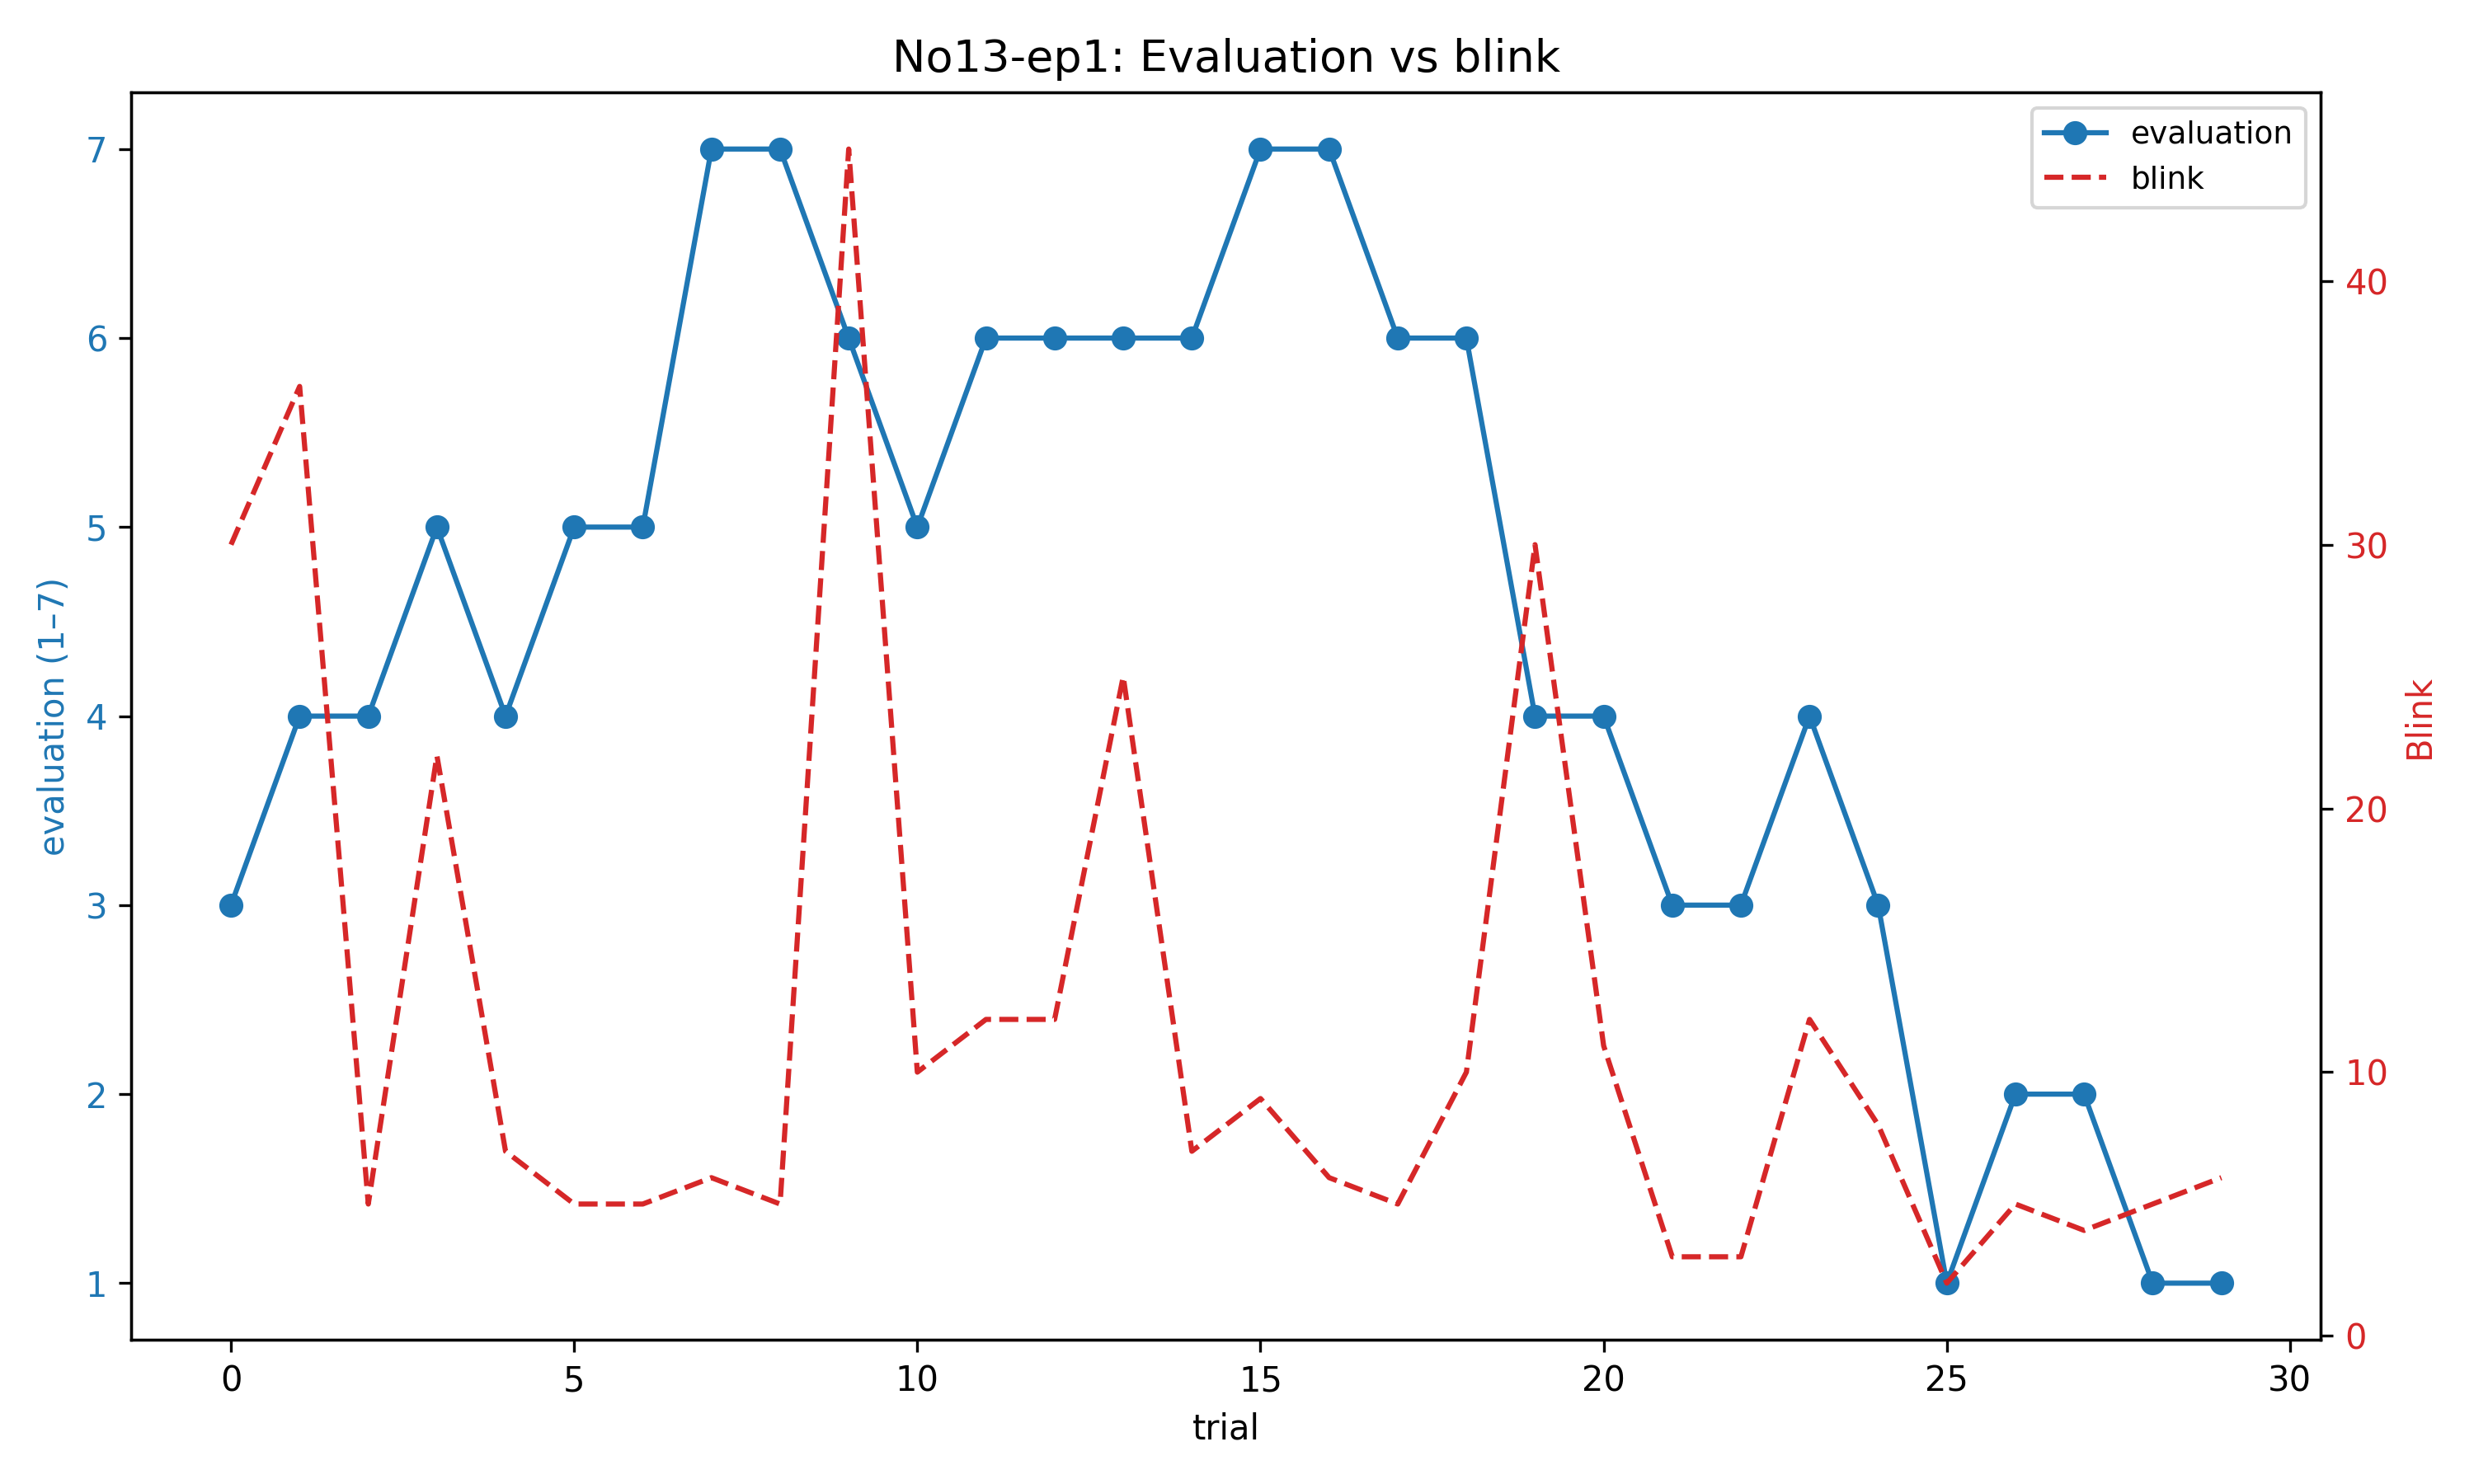 No13-ep1: Evaluation vs blink
evaluation
blink
7
6
5
4
3
2
1
evaluation (1–7)
40
30
20
10
0
Blink
0 5 10 15 20 25 30
trial